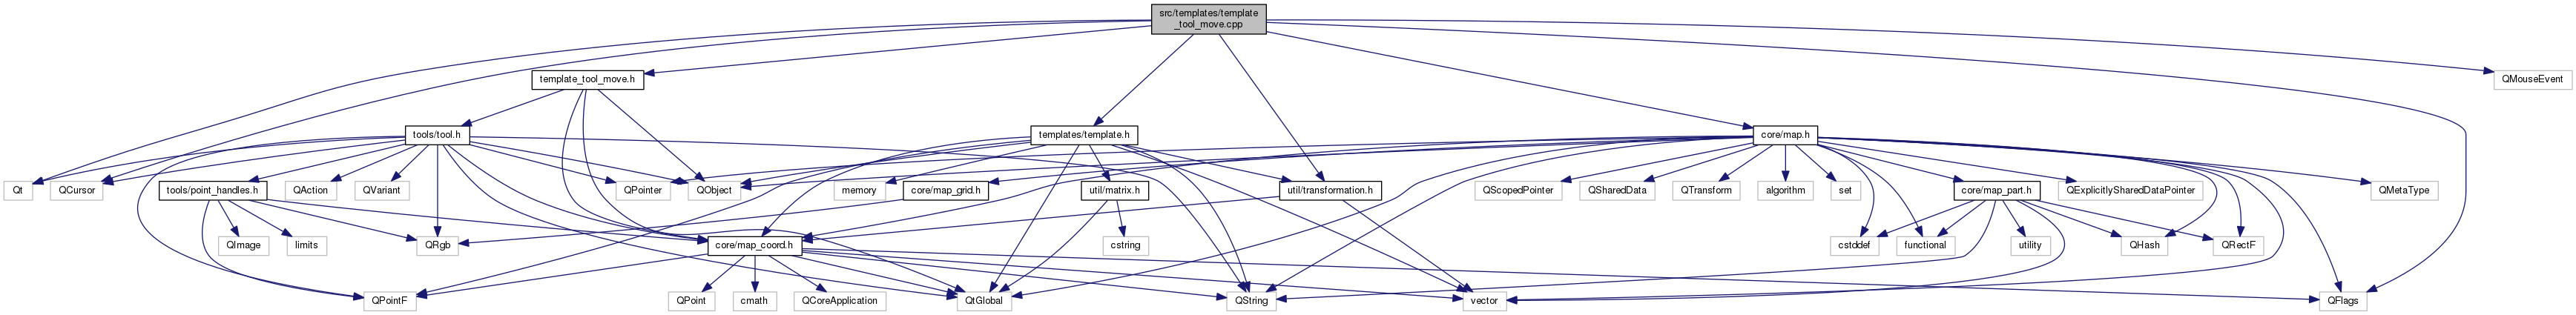 src/templates/template
_tool_move.cpp
template_tool_move.h
QMouseEvent
tools/tool.h
templates/template.h
core/map.h
Qt
QCursor
tools/point_handles.h
QAction
QVariant
QPointer
QObject
memory
core/map_grid.h
util/matrix.h
util/transformation.h
QScopedPointer
QSharedData
QTransform
algorithm
set
core/map_part.h
QExplicitlySharedDataPointer
QMetaType
QImage
limits
QRgb
core/map_coord.h
cstring
cstddef
functional
utility
QHash
QRectF
QPointF
QPoint
cmath
QCoreApplication
QtGlobal
QString
vector
QFlags